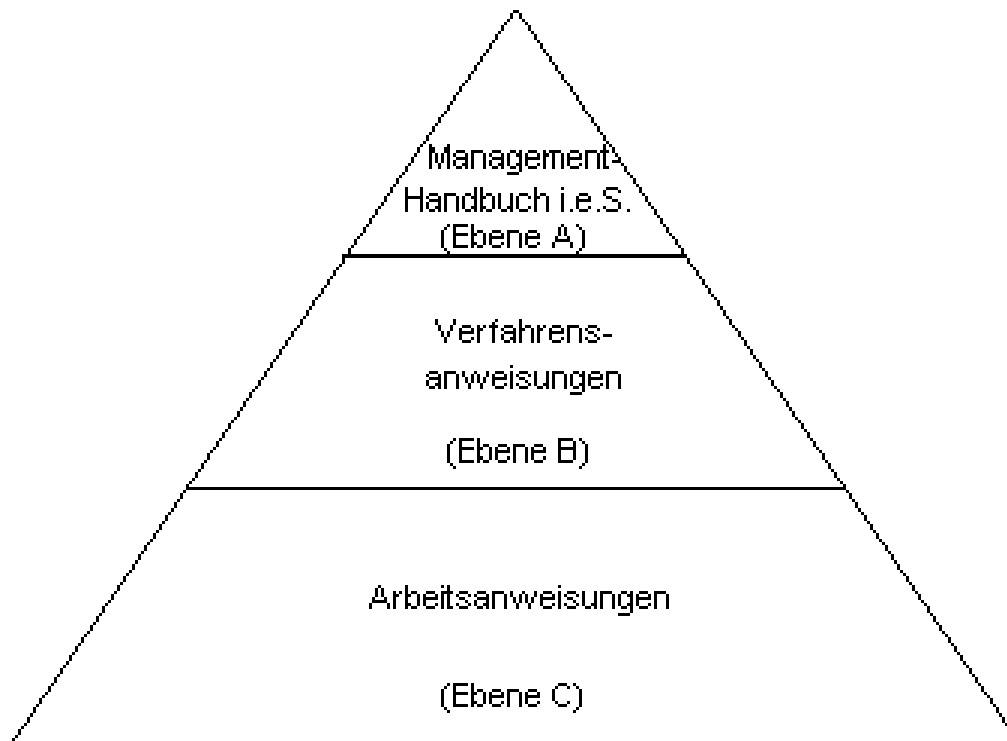 Management-
Handbuch i.e.S.
(Ebene A)
Verfahrens-
anweisungen
(Ebene B)
Arbeitsanweisungen
(Ebene C)